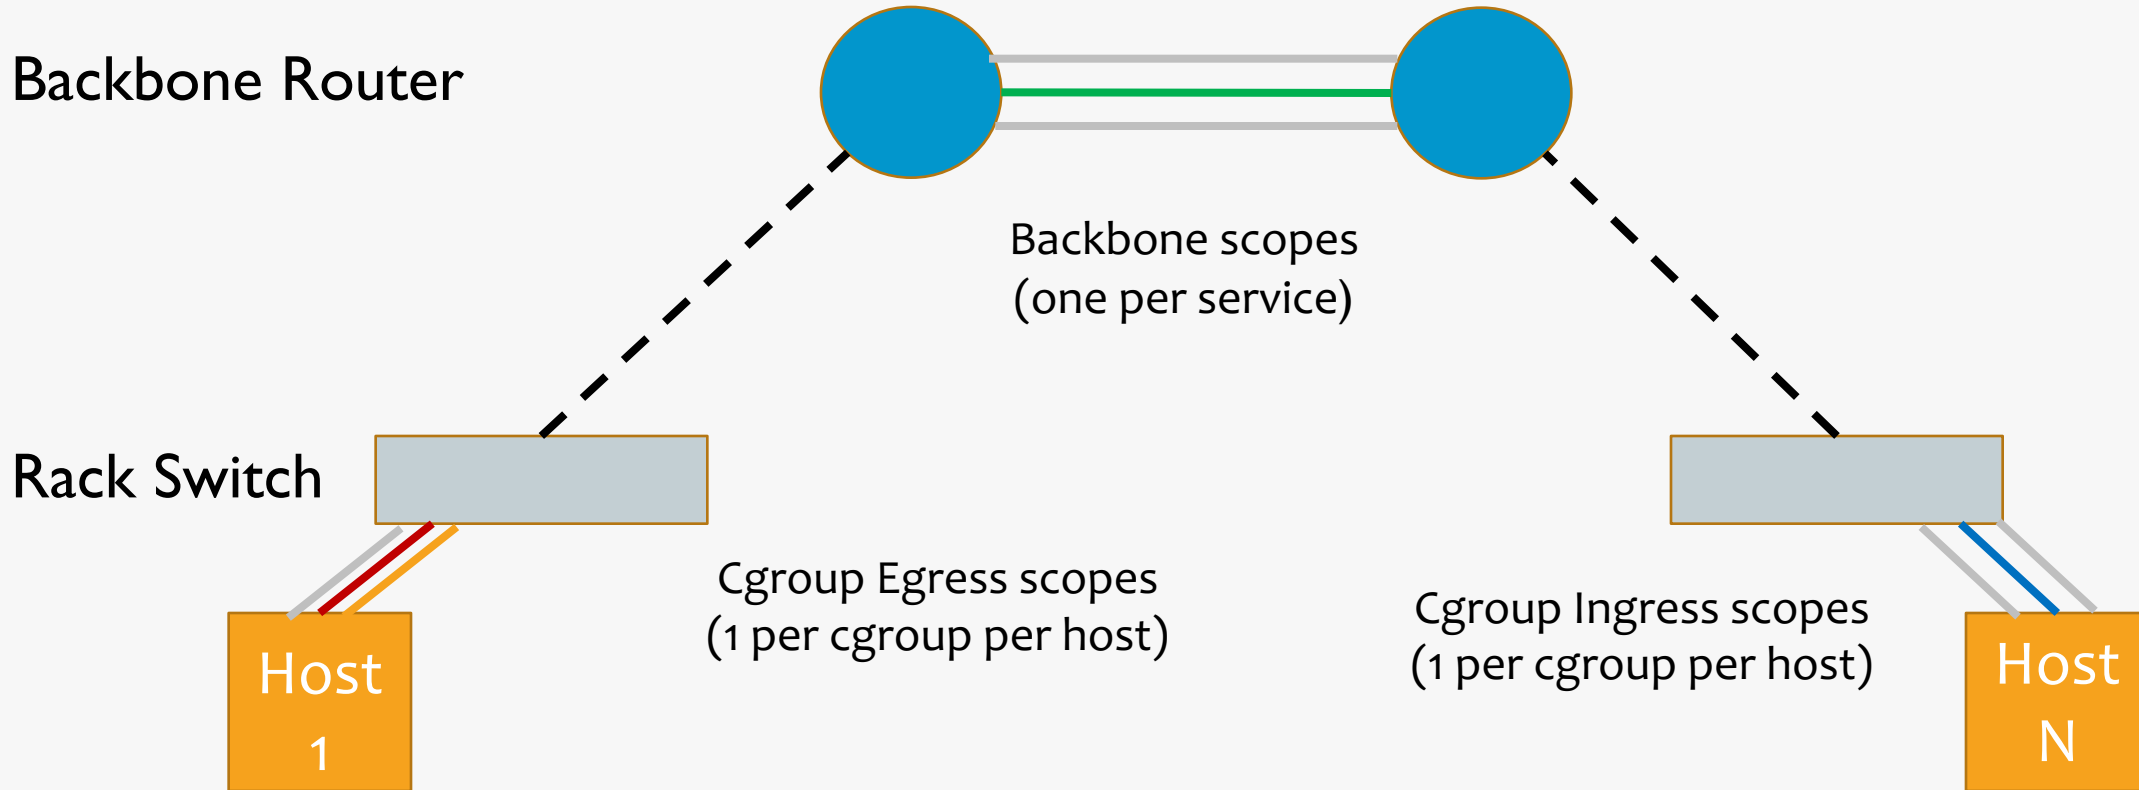 Backbone Router
Backbone scopes
(one per service)
Rack Switch
Cgroup Egress scopes
(1 per cgroup per host)
Cgroup Ingress scopes
(1 per cgroup per host)
Host
1
Host
N